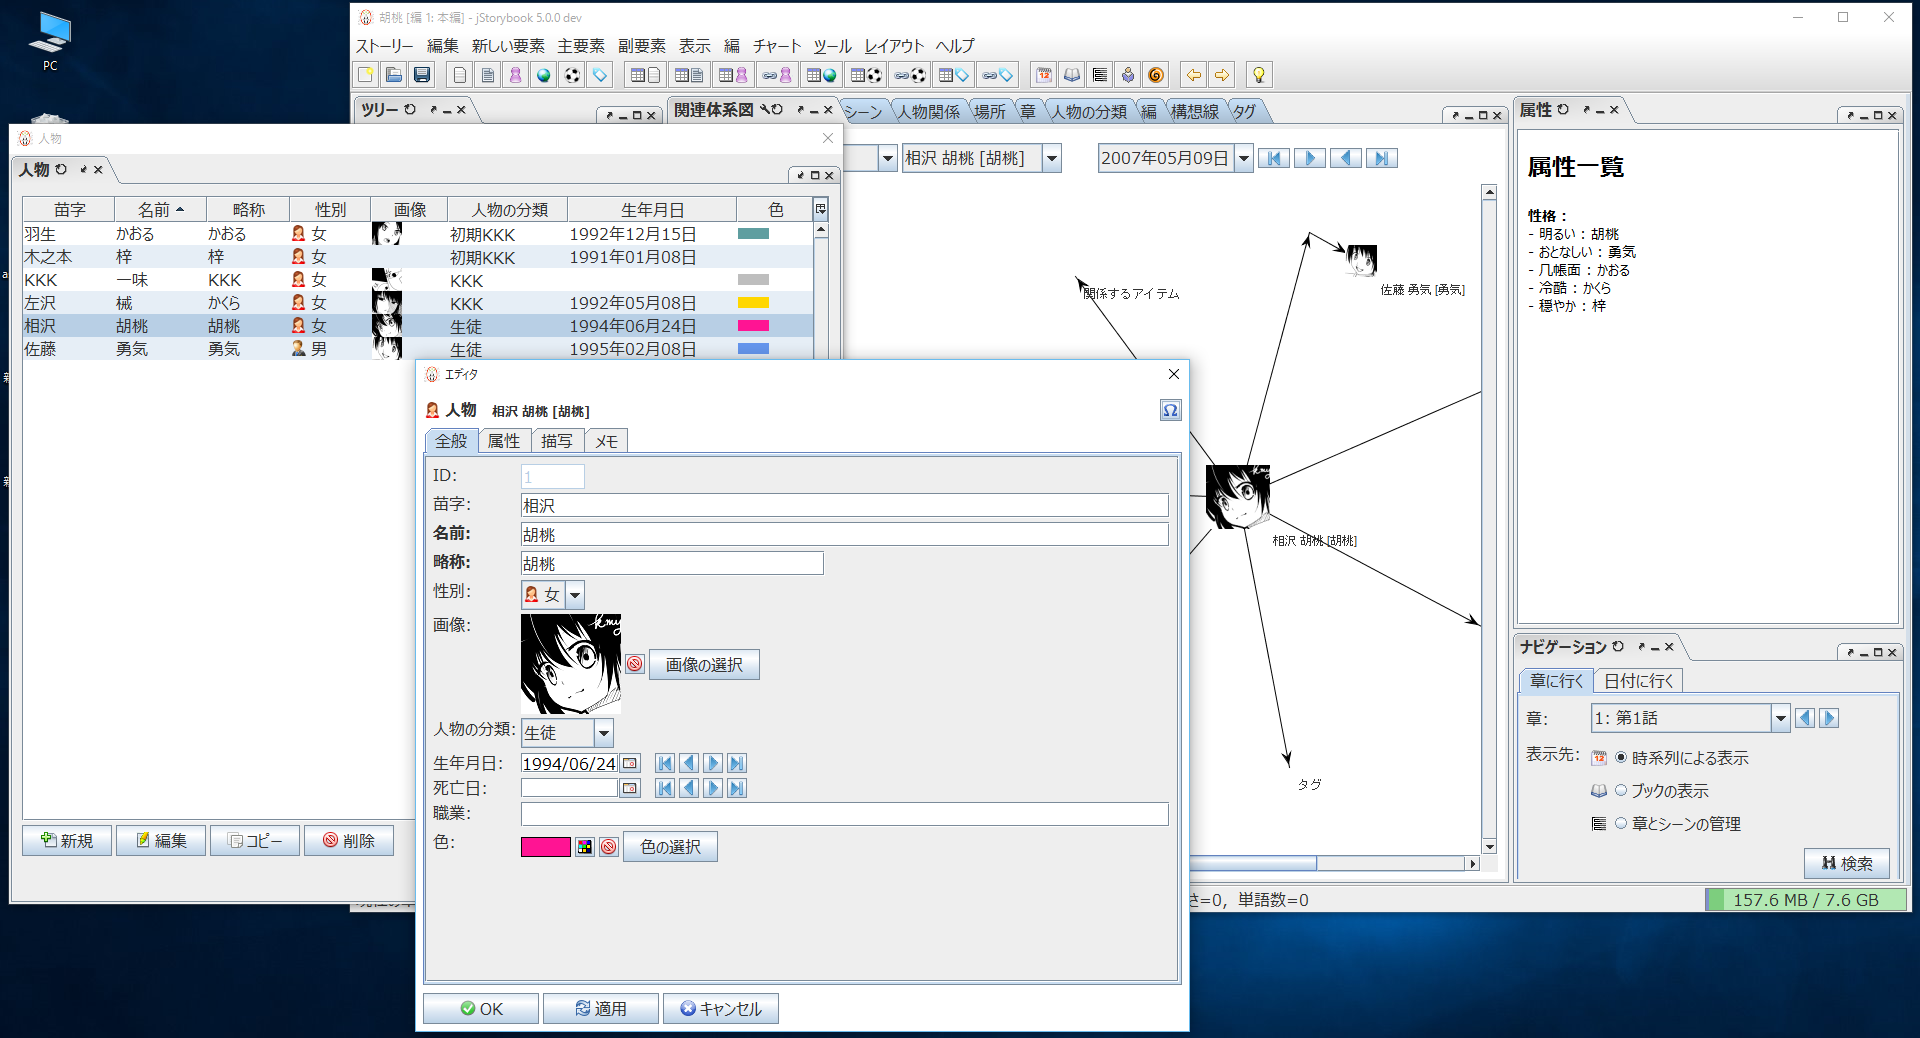 PC
胡桃 [編 1: 本編] - jStorybook 5.0.0 dev
ストーリー 編集 新しい要素 主要素 副要素 表示 編 チャート ツール レイアウト ヘルプ
ツリー
関連体系図
シーン 人物関係 場所 章 人物の分類 編 構想線 タグ
相沢 胡桃 [胡桃]
2007年05月09日
関係するアイテム
佐藤 勇気 [勇気]
相沢 胡桃 [胡桃]
タグ
属性
属性一覧
性格 :
- 明るい : 胡桃
- おとなしい : 勇気
- 几帳面 : かおる
- 冷酷 : かくら
- 穏やか : 梓
ナビゲーション
章に行く 日付に行く
章: 1: 第1話
表示先: 時系列による表示
ブックの表示
章とシーンの管理
検索
さ=0, 単語数=0
157.6 MB / 7.6 GB
人物
人物
苗字 名前 略称 性別 画像 人物の分類 生年月日 色
羽生 かおる かおる 女 初期KKK 1992年12月15日
木之本 梓 梓 女 初期KKK 1991年01月08日
KKK 一味 KKK 女 KKK
左沢 械 かくら 女 KKK 1992年05月08日
相沢 胡桃 胡桃 女 生徒 1994年06月24日
佐藤 勇気 勇気 男 生徒 1995年02月08日
新規 編集 コピー 削除
エディタ
人物 相沢 胡桃 [胡桃]
全般 属性 描写 メモ
ID: 1
苗字: 相沢
名前: 胡桃
略称: 胡桃
性別: 女
画像: 画像の選択
人物の分類: 生徒
生年月日: 1994/06/24
死亡日:
職業:
色: 色の選択
OK 適用 キャンセル